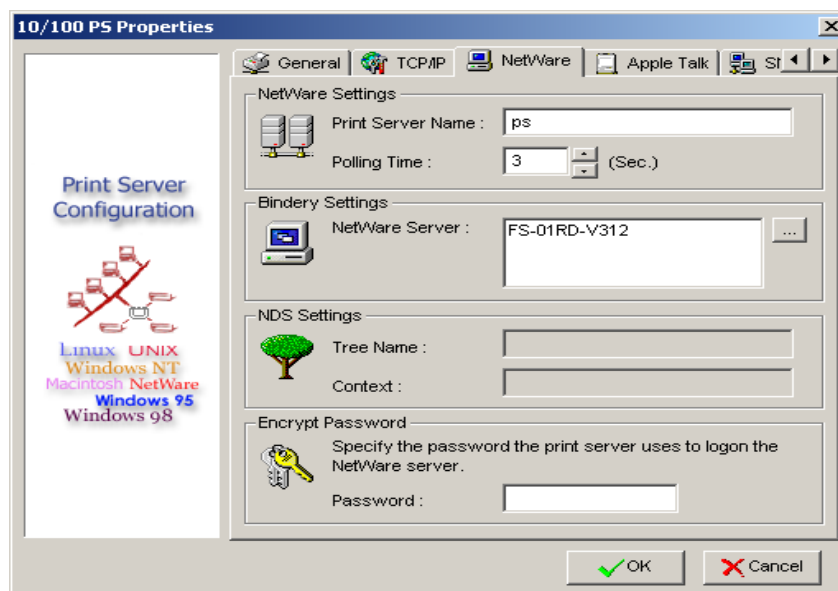 10/100 PS Properties
General
TCP/IP
NetWare
Apple Talk
Print Server
Configuration
Linux UNIX
Windows NT
Macintosh NetWare
Windows 95
Windows 98
NetWare Settings
Print Server Name :
ps
Polling Time :
3
(Sec.)
Bindery Settings
NetWare Server :
FS-01RD-V312
...
NDS Settings
Tree Name :
Context :
Encrypt Password
Specify the password the print server uses to logon the
NetWare server.
Password :
OK
Cancel